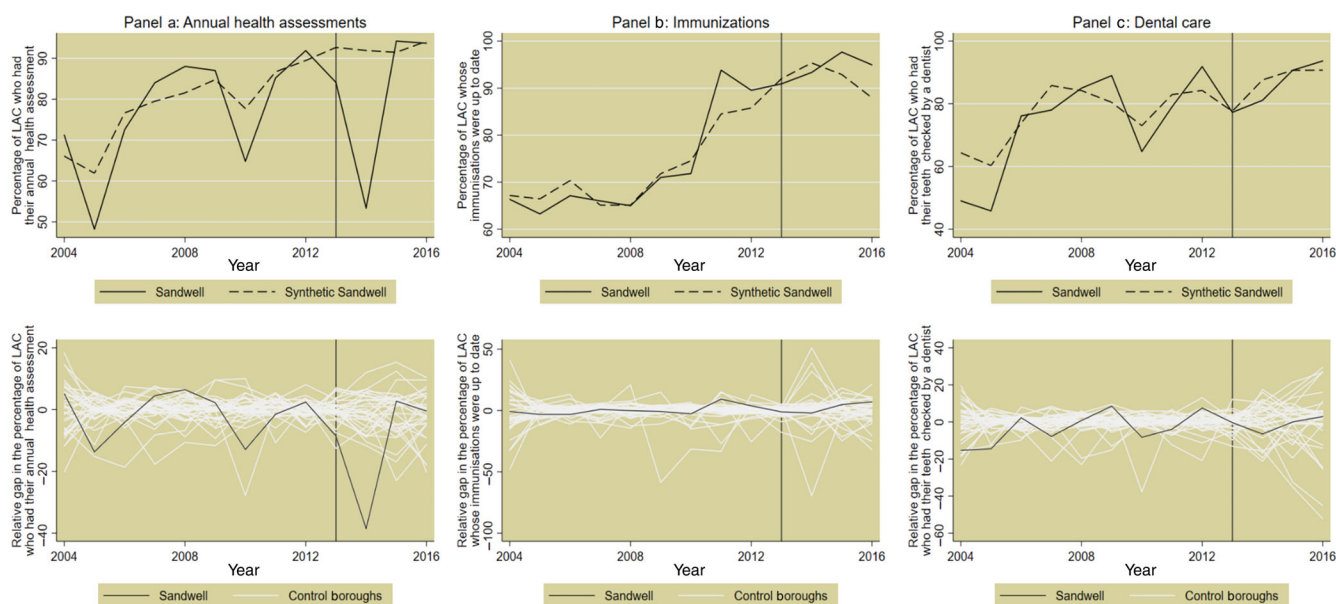 Panel a: Annual health assessments
Percentage of LAC who had
their annual health assessment
90
80
70
60
50
2004
2008
2012
2016
Year
Sandwell
Synthetic Sandwell
Panel b: Immunizations
Percentage of LAC whose
immunisations were up to date
100
90
80
70
60
2004
2008
2012
2016
Year
Sandwell
Synthetic Sandwell
Panel c: Dental care
Percentage of LAC who had
their teeth checked by a dentist
100
80
60
40
2004
2008
2012
2016
Year
Sandwell
Synthetic Sandwell
Relative gap in the percentage of LAC
who had their annual health assessment
20
0
−20
−40
2004
2008
2012
2016
Year
Sandwell
Control boroughs
Relative gap in the percentage of LAC
whose immunisations were up to date
50
0
−50
−100
2004
2008
2012
2016
Year
Sandwell
Control boroughs
Relative gap in the percentage of LAC
who had their teeth checked by a dentist
40
20
0
−20
−40
−60
2004
2008
2012
2016
Year
Sandwell
Control boroughs